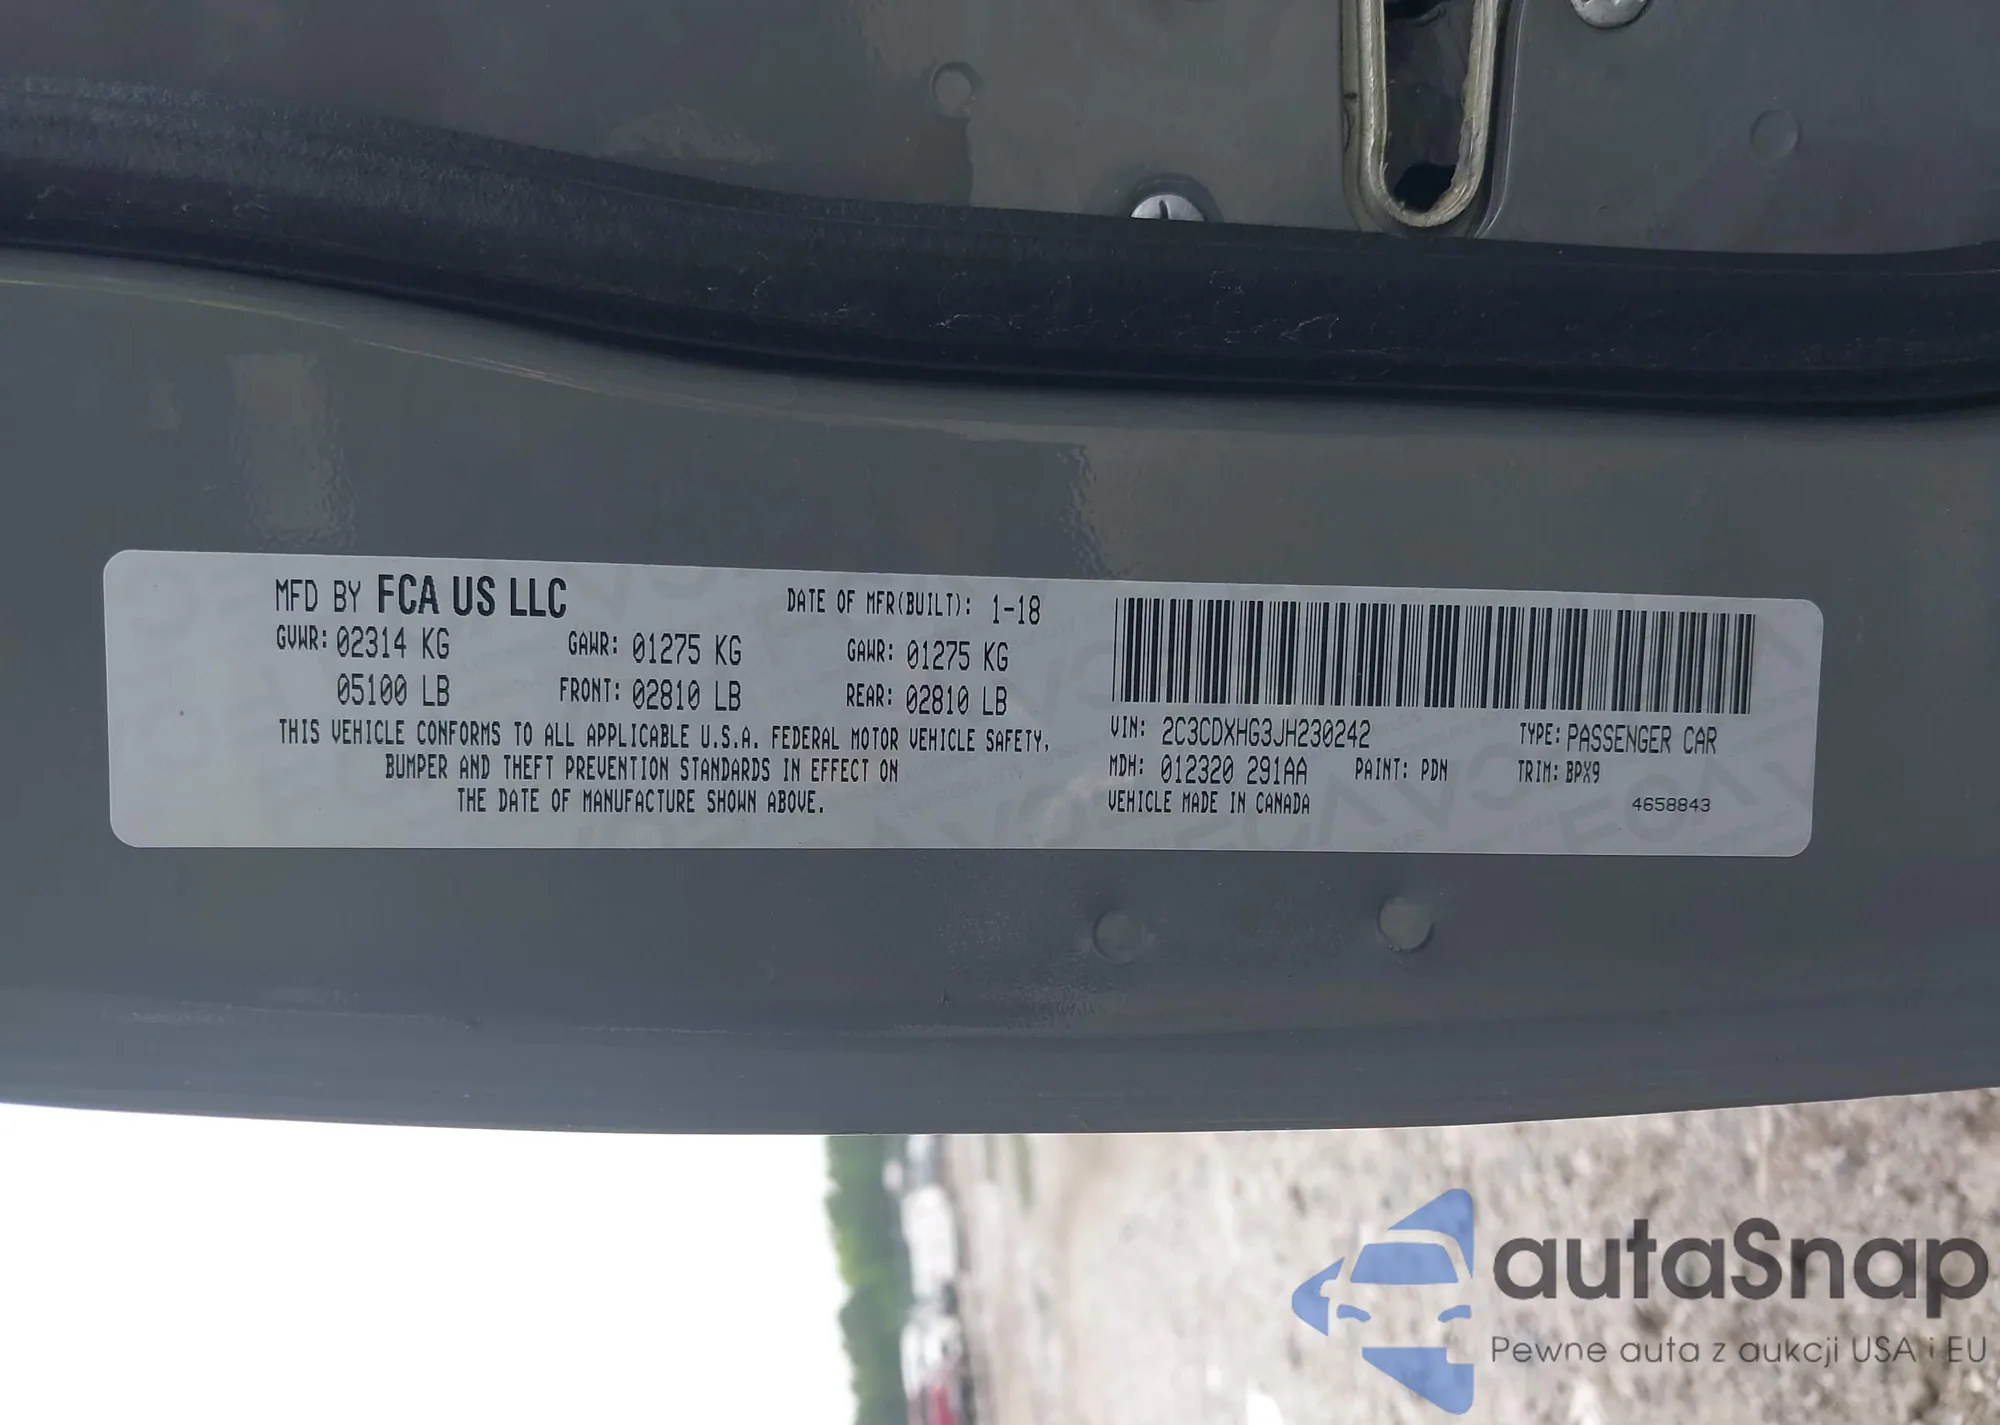 MFD BY FCA US LLC DATE OF MFR(BUILT): 1-18
GVWR: 02314 KG GAWR: 01275 KG GAWR: 01275 KG
05100 LB FRONT: 02810 LB REAR: 02810 LB
THIS VEHICLE CONFORMS TO ALL APPLICABLE U.S.A. FEDERAL MOTOR VEHICLE SAFETY,
BUMPER AND THEFT PREVENTION STANDARDS IN EFFECT ON
THE DATE OF MANUFACTURE SHOWN ABOVE.
VIN: 2C3CDXHG3JH230242 TYPE: PASSENGER CAR
MDH: 012320 291AA PAINT: PDN TRIM: BPX9
VEHICLE MADE IN CANADA 4658843
autaSnap
Pewne auta z aukcji USA i EU